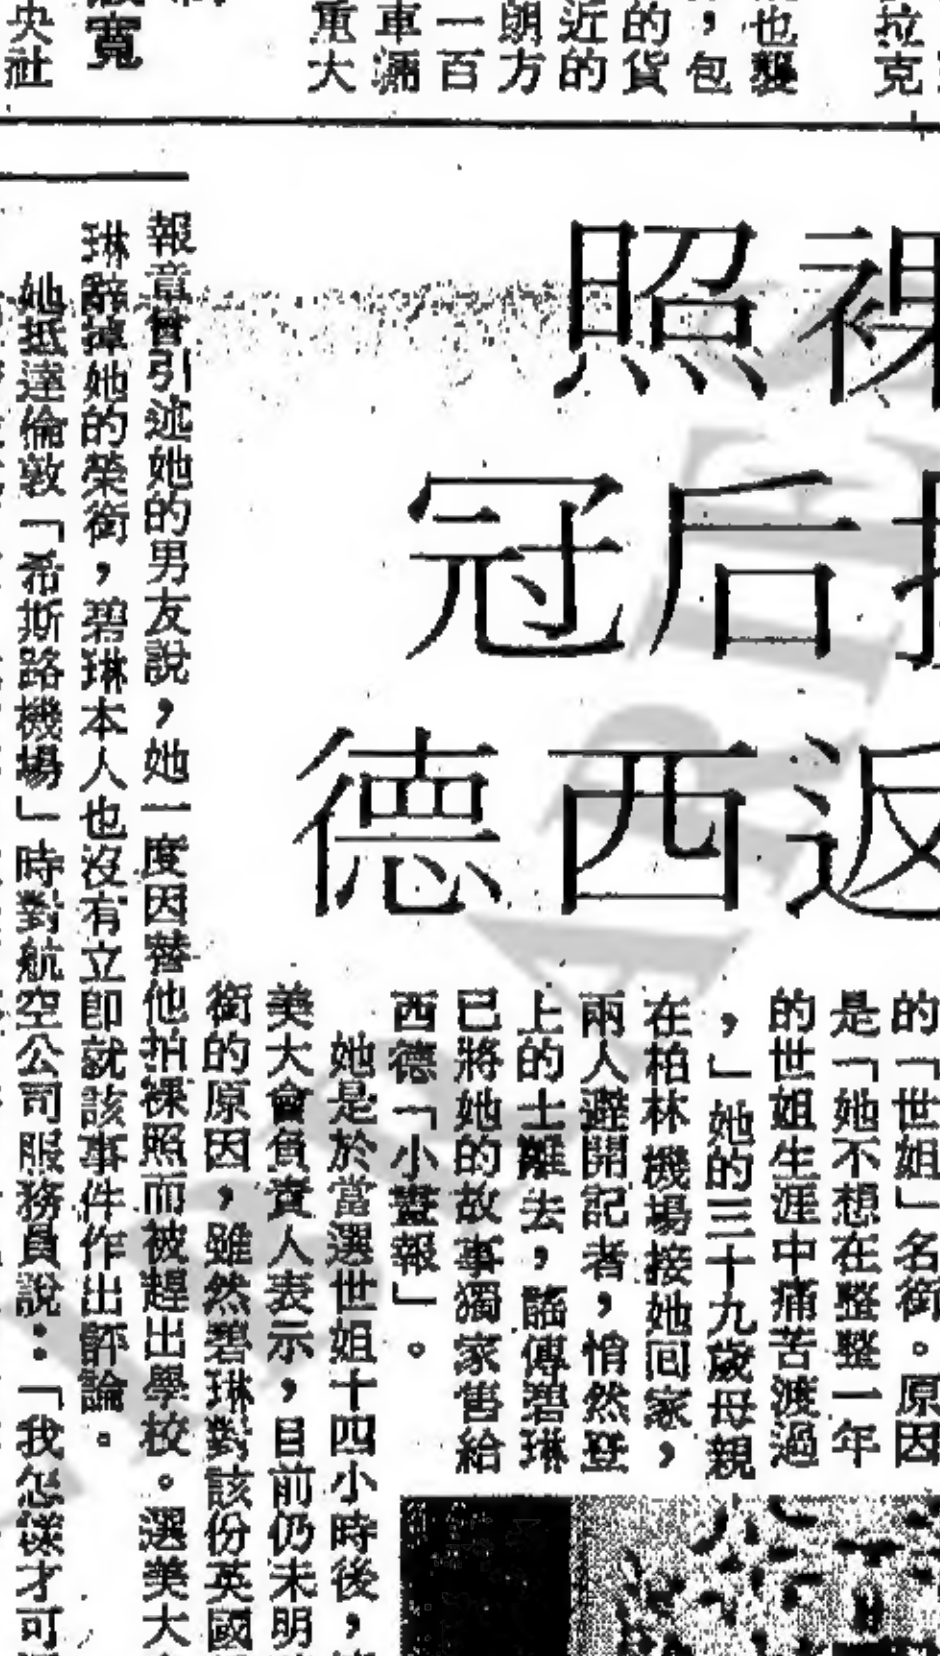 拉克
也襲
，包
的貨
近的
朗方
一百
車滿
重大
寬
央社
裸照
后冠
返西德
的「世姐」名銜。原因
是「她不想在整整一年
的世姐生涯中痛苦渡過
，」她的三十九歲母親
在柏林機場接她囘家，
兩人避開記者，悄然登
上的士離去，謠傳碧琳
已將她的故事獨家售給
西德「小畫報」。
她是於當選世姐十四小時後，
美大會負責人表示，目前仍未明
銜的原因，雖然碧琳對該份英國
報章曾引述她的男友說，她一度因替他拍裸照而被趕出學校。選美大
琳辭掉她的榮銜，碧琳本人也沒有立即就該事件作出評論。
她抵達倫敦「希斯路機場」時對航空公司服務員說：「我怎樣才可